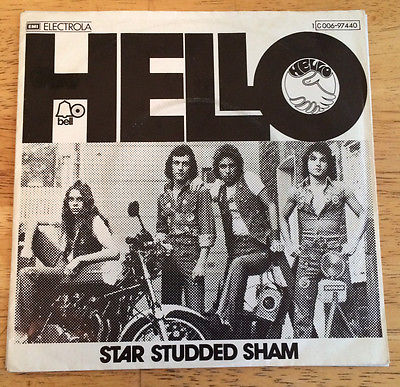 EMI ELECTROLA
1 C 006-97440
HELLO
HELLO
bell
STAR STUDDED SHAM